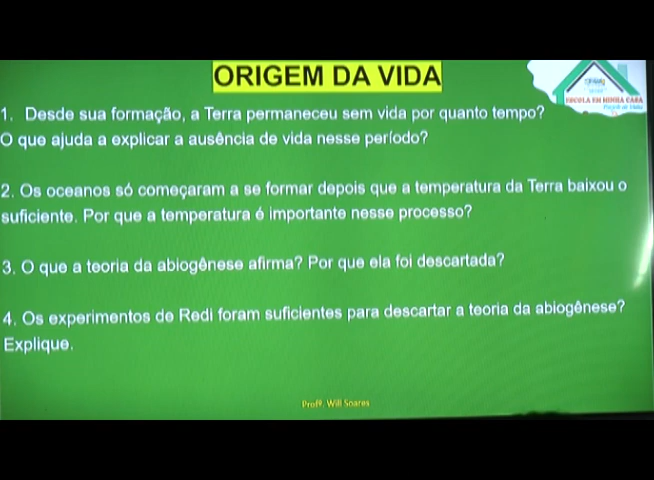 ORIGEM DA VIDA
ESCOLA EM MINHA CASA
1. Desde sua formação, a Terra permaneceu sem vida por quanto tempo?
O que ajuda a explicar a ausência de vida nesse período?
2. Os oceanos só começaram a se formar depois que a temperatura da Terra baixou o
suficiente. Por que a temperatura é importante nesse processo?
3. O que a teoria da abiogênese afirma? Por que ela foi descartada?
4. Os experimentos de Redi foram suficientes para descartar a teoria da abiogênese?
Explique.
Profº. Will Soares